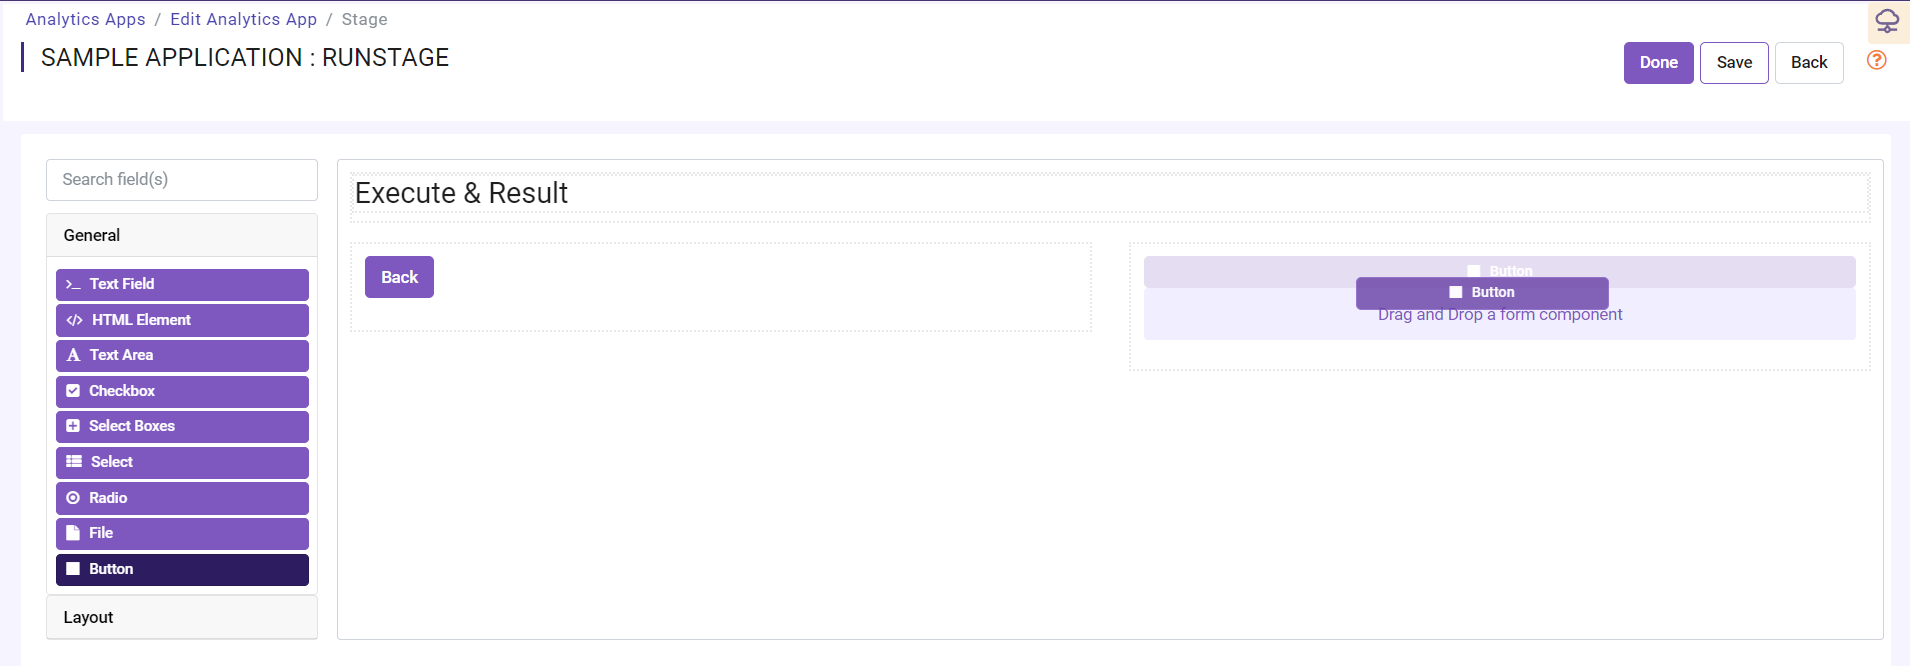 Analytics Apps / Edit Analytics App / Stage
SAMPLE APPLICATION : RUNSTAGE
Done Save Back ?
Search field(s)
General
Text Field
HTML Element
Text Area
Checkbox
Select Boxes
Select
Radio
File
Button
Layout
Execute & Result
Back
Button
Button
Drag and Drop a form component